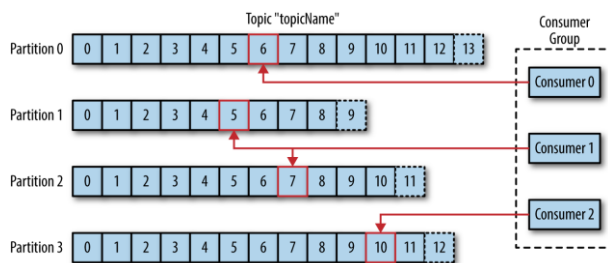 Topic "topicName"
Consumer
Group
Partition 0 0 1 2 3 4 5 6 7 8 9 10 11 12 13
Consumer 0
Partition 1 0 1 2 3 4 5 6 7 8 9
Consumer 1
Partition 2 0 1 2 3 4 5 6 7 8 9 10 11
Consumer 2
Partition 3 0 1 2 3 4 5 6 7 8 9 10 11 12